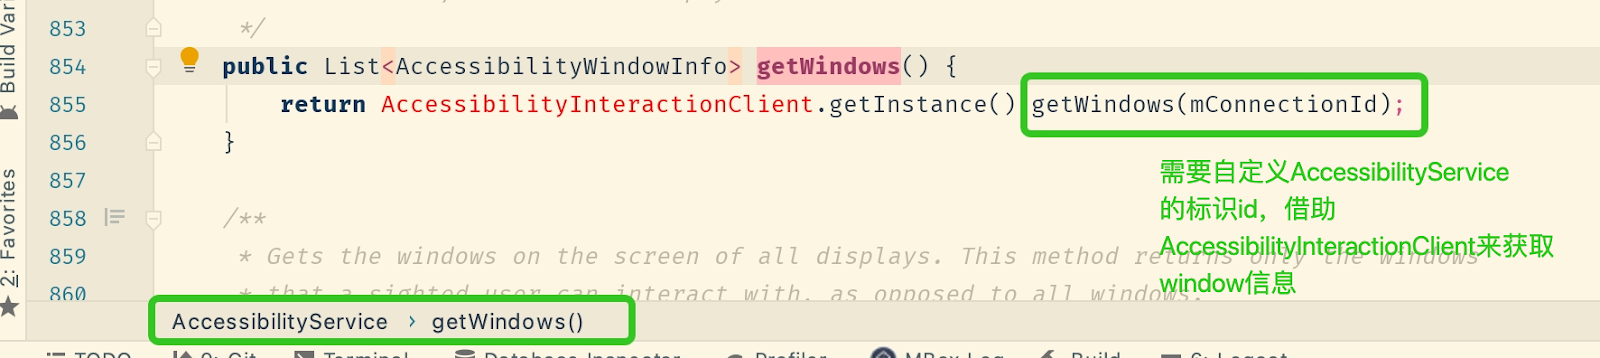 853 */
854 public List<AccessibilityWindowInfo> getWindows() {
855 return AccessibilityInteractionClient.getInstance().getWindows(mConnectionId);
856 }
857
858 /**
859 * Gets the windows on the screen of all displays. This method returns only the windows
860 * that a sighted user can interact with, as opposed to all windows.
需要自定义AccessibilityService
的标识id，借助
AccessibilityInteractionClient来获取
window信息
Build Vari
2: Favorites
AccessibilityService › getWindows()
TODO 9: Git Terminal Database Inspector Profiler MBox Log Build 6: Logcat